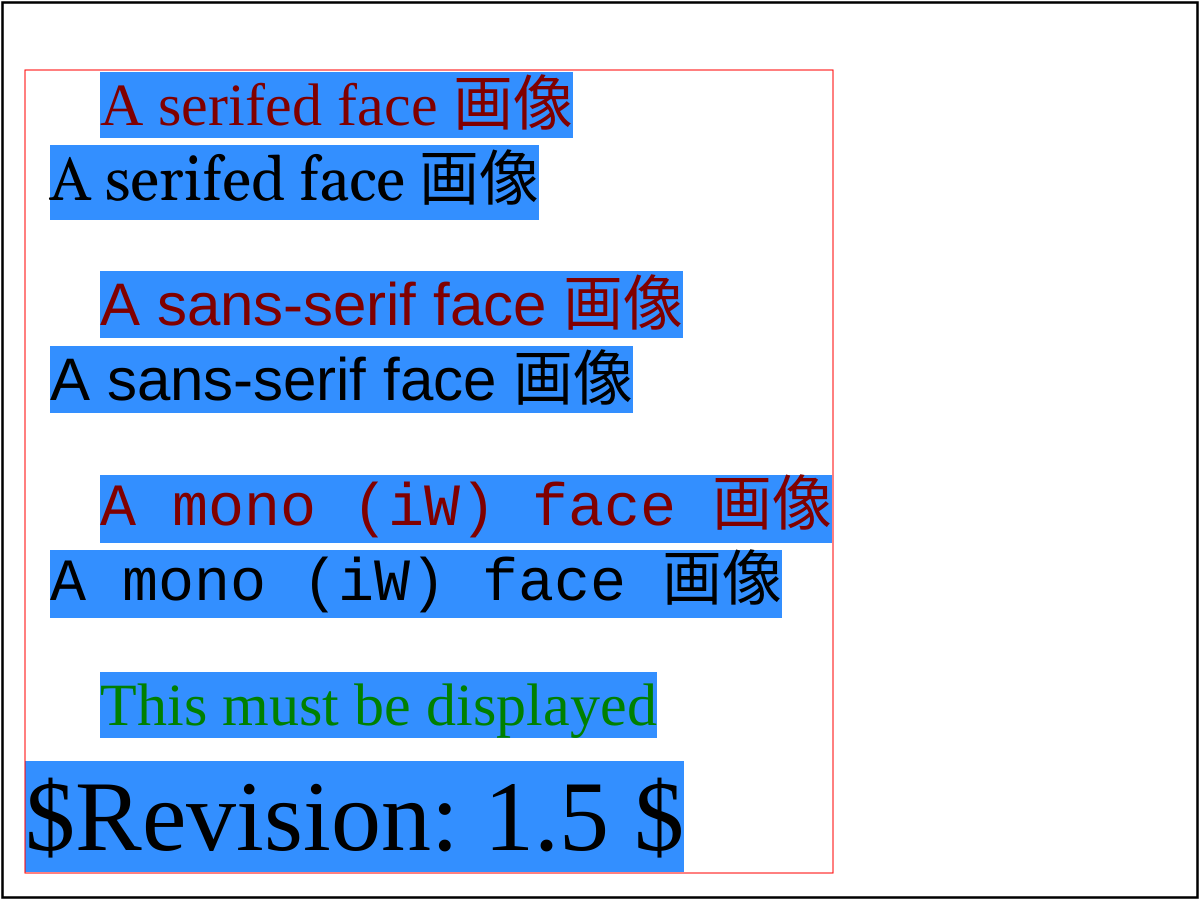 A serifed face 画像
A serifed face 画像
A sans-serif face 画像
A sans-serif face 画像
A mono (iW) face 画像
A mono (iW) face 画像
This must be displayed
$Revision: 1.5 $